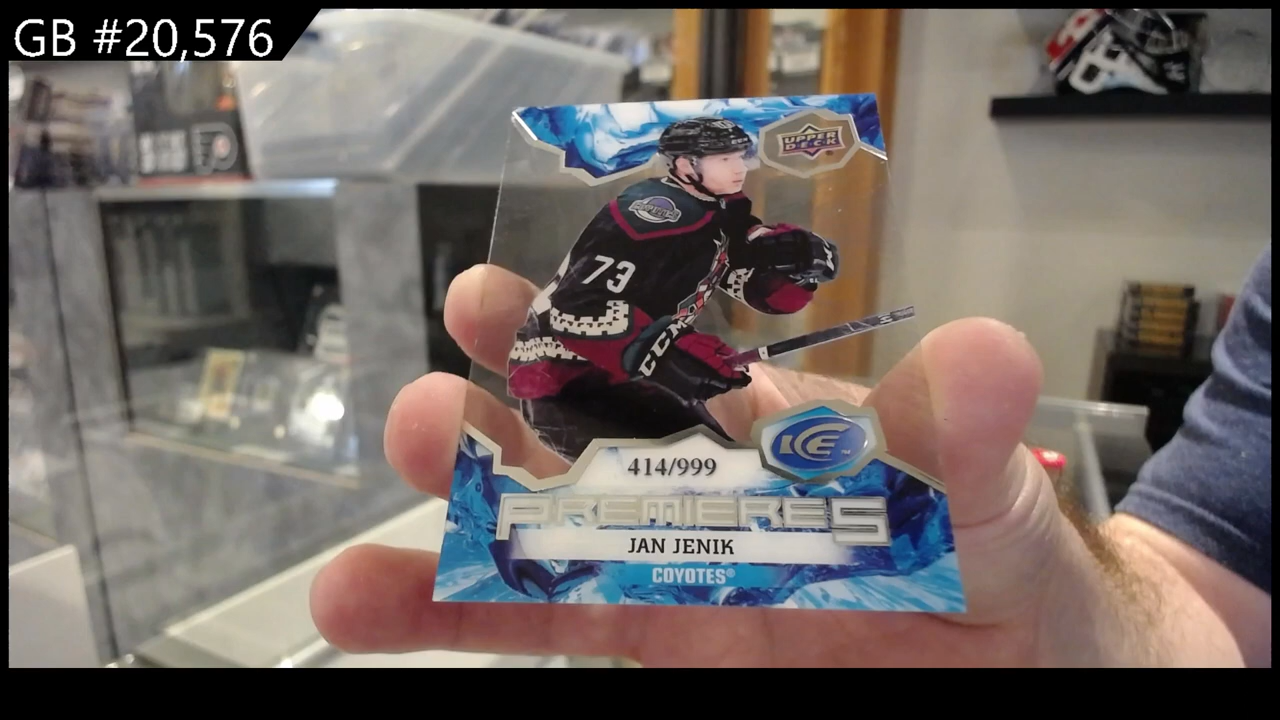 GB #20,576
UPPER
DECK
73
CCM
ICE
414/999
PREMIERES
JAN JENIK
COYOTES®